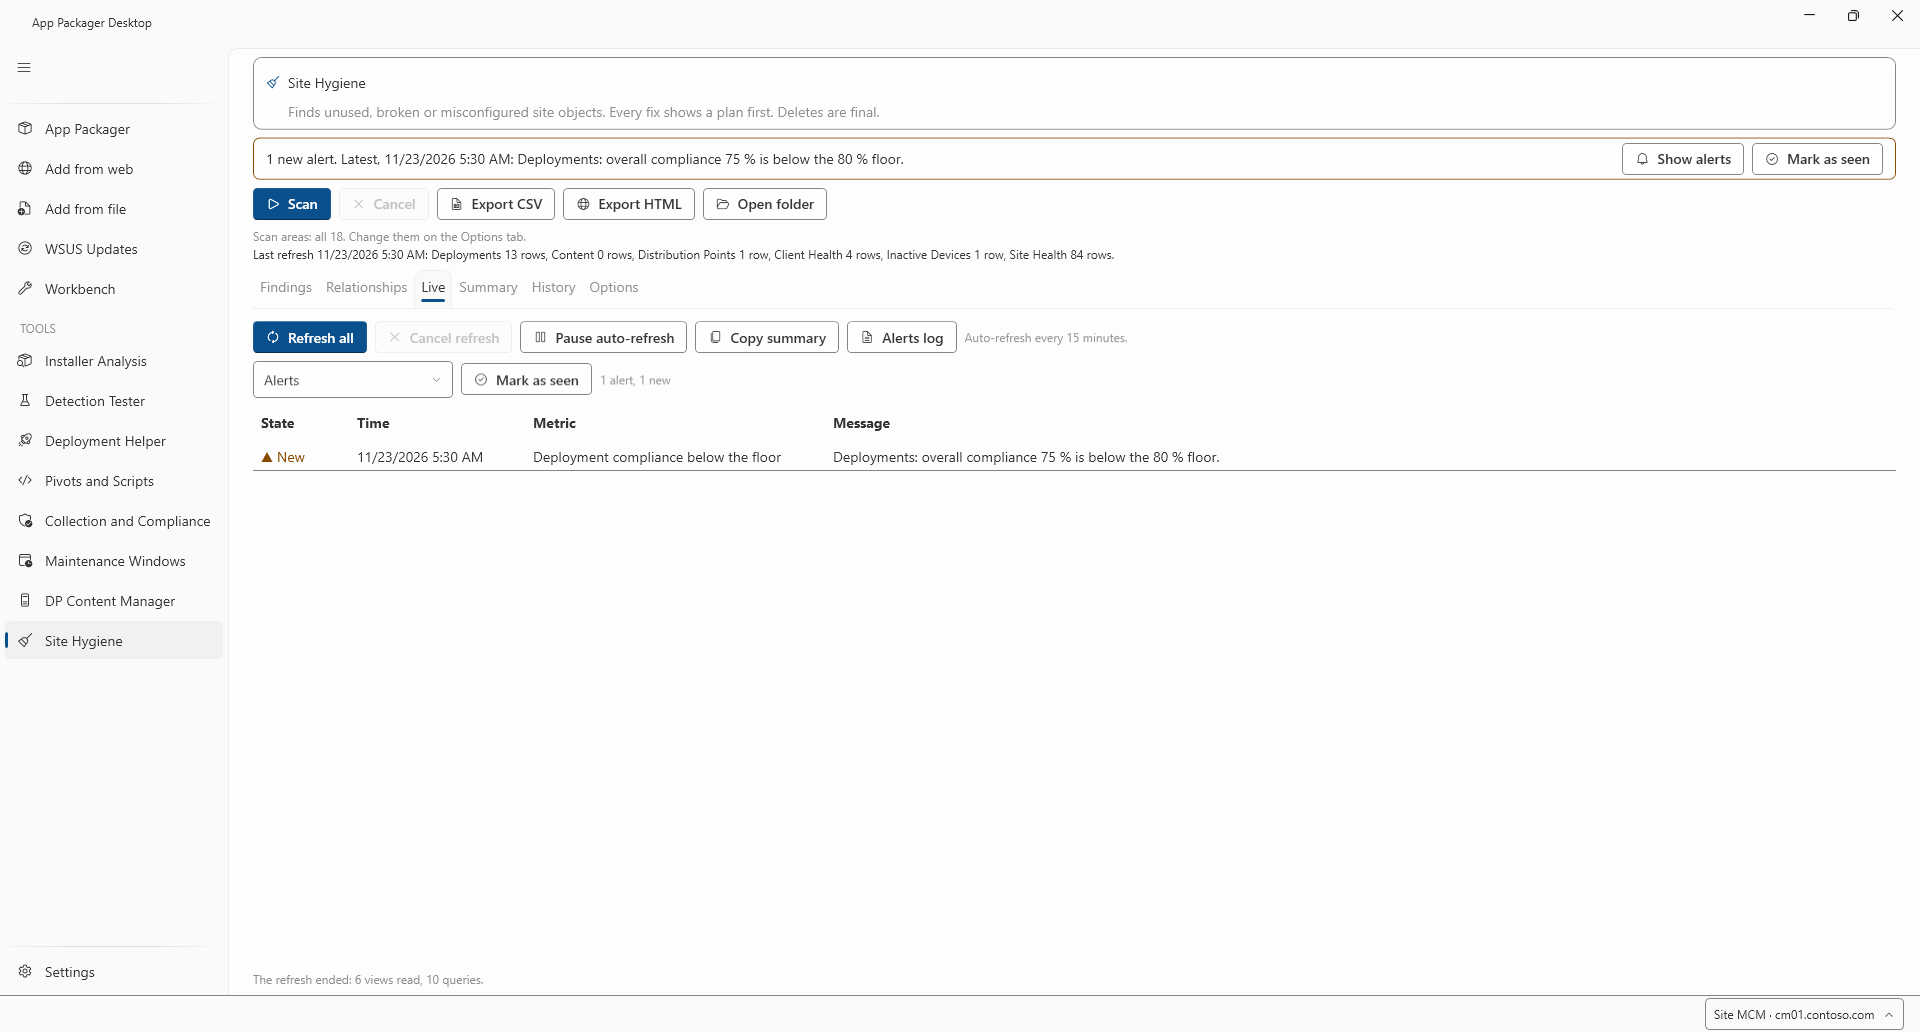 App Packager Desktop
App Packager
Add from web
Add from file
WSUS Updates
Workbench
TOOLS
Installer Analysis
Detection Tester
Deployment Helper
Pivots and Scripts
Collection and Compliance
Maintenance Windows
DP Content Manager
Site Hygiene
Settings
Site Hygiene
Finds unused, broken or misconfigured site objects. Every fix shows a plan first. Deletes are final.
1 new alert. Latest, 11/23/2026 5:30 AM: Deployments: overall compliance 75 % is below the 80 % floor. Show alerts Mark as seen
Scan Cancel Export CSV Export HTML Open folder
Scan areas: all 18. Change them on the Options tab.
Last refresh 11/23/2026 5:30 AM: Deployments 13 rows, Content 0 rows, Distribution Points 1 row, Client Health 4 rows, Inactive Devices 1 row, Site Health 84 rows.
Findings Relationships Live Summary History Options
Refresh all Cancel refresh Pause auto-refresh Copy summary Alerts log Auto-refresh every 15 minutes.
Alerts Mark as seen 1 alert, 1 new
State Time Metric Message
New 11/23/2026 5:30 AM Deployment compliance below the floor Deployments: overall compliance 75 % is below the 80 % floor.
The refresh ended: 6 views read, 10 queries.
Site MCM · cm01.contoso.com